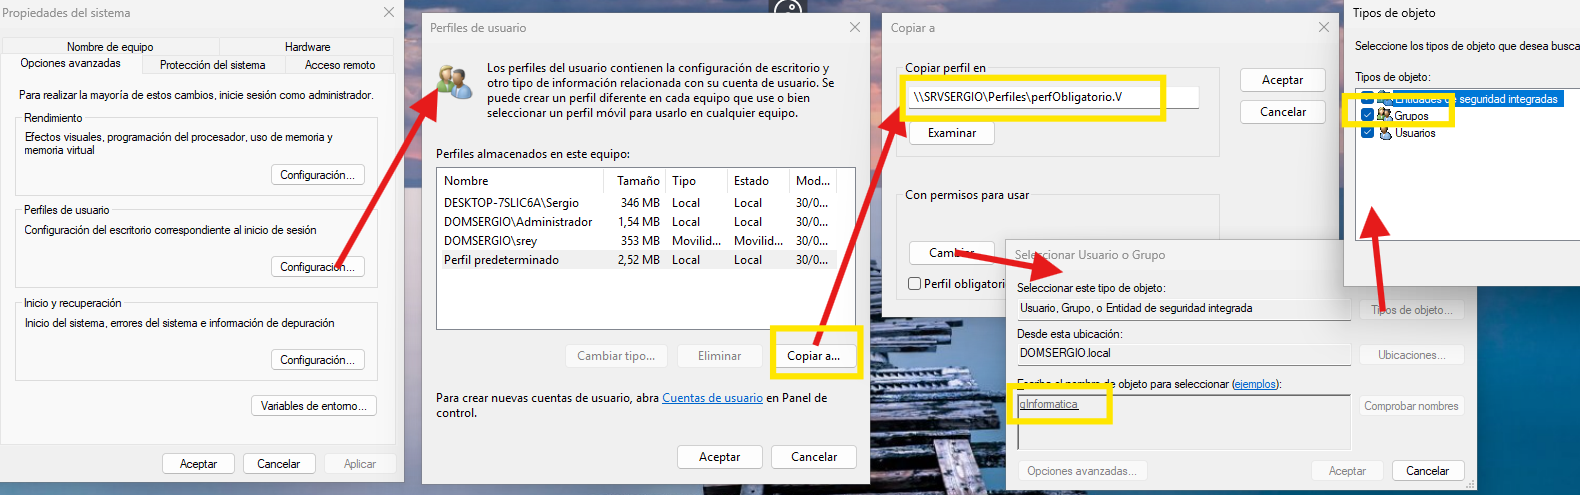 Propiedades del sistema
Nombre de equipo
Hardware
Opciones avanzadas
Protección del sistema
Acceso remoto
Para realizar la mayoría de estos cambios, inicie sesión como administrador.
Rendimiento
Efectos visuales, programación del procesador, uso de memoria y
memoria virtual
Configuración...
Perfiles de usuario
Configuración del escritorio correspondiente al inicio de sesión
Configuración...
Inicio y recuperación
Inicio del sistema, errores del sistema e información de depuración
Configuración...
Variables de entorno...
Aceptar
Cancelar
Aplicar
Perfiles de usuario
Los perfiles del usuario contienen la configuración de escritorio y
otro tipo de información relacionada con su cuenta de usuario. Se
puede crear un perfil diferente en cada equipo que use o bien
seleccionar un perfil móvil para usarlo en cualquier equipo.
Perfiles almacenados en este equipo:
Nombre Tamaño Tipo Estado Mod...
DESKTOP-7SLIC6A\Sergio 346 MB Local Local 30/0...
DOMSERGIO\Administrador 1,54 MB Local Local 30/0...
DOMSERGIO\srey 353 MB Movilid... Movilid... 30/0...
Perfil predeterminado 2,52 MB Local Local 30/0...
Cambiar tipo...
Eliminar
Copiar a...
Para crear nuevas cuentas de usuario, abra Cuentas de usuario en Panel de
control.
Aceptar
Cancelar
Copiar a
Copiar perfil en
\\SRVSERGIO\Perfiles\perfObligatorio.V
Examinar
Aceptar
Cancelar
Con permisos para usar
Cambiar
Perfil obligatori
Seleccionar Usuario o Grupo
Seleccionar este tipo de objeto:
Usuario, Grupo, o Entidad de seguridad integrada
Tipos de objeto...
Desde esta ubicación:
DOMSERGIO.local
Ubicaciones...
Escriba el nombre de objeto para seleccionar (ejemplos):
gInformatica
Comprobar nombres
Opciones avanzadas...
Aceptar
Cancelar
Tipos de objeto
Seleccione los tipos de objeto que desea busca
Tipos de objeto:
Entidades de seguridad integradas
Grupos
Usuarios